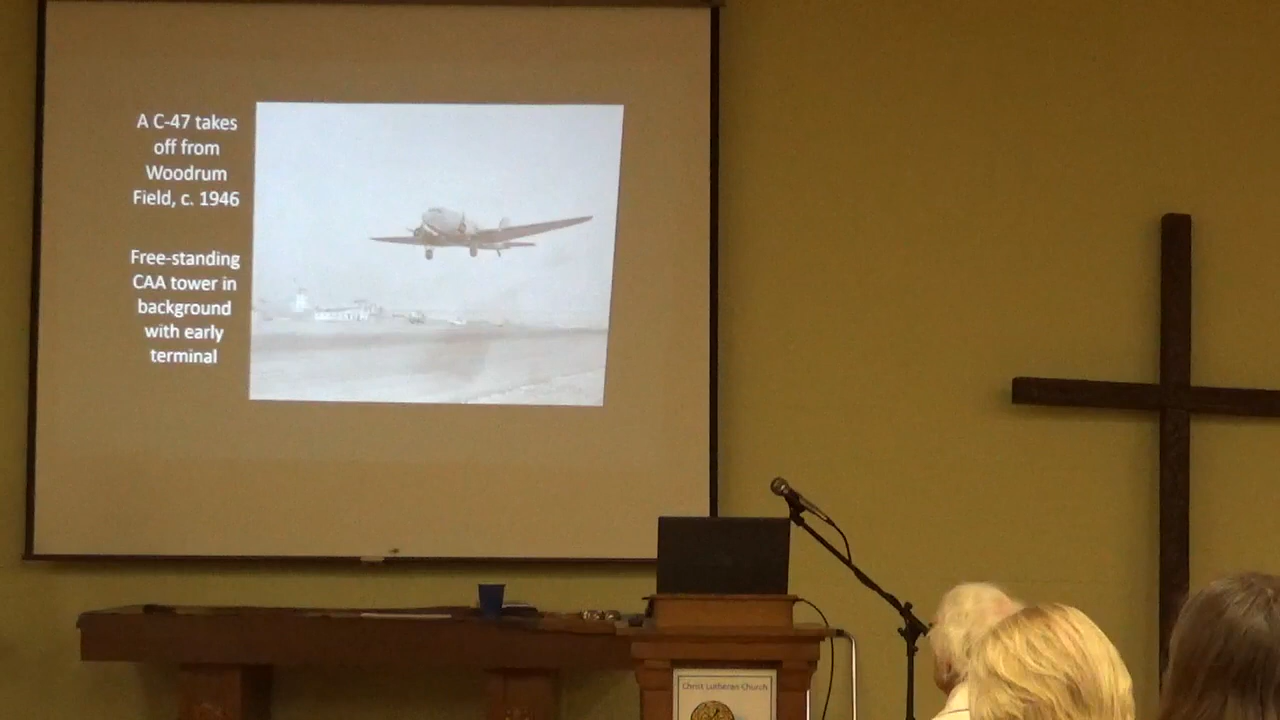 A C-47 takes
off from
Woodrum
Field, c. 1946
Free-standing
CAA tower in
background
with early
terminal
Christ Lutheran Church